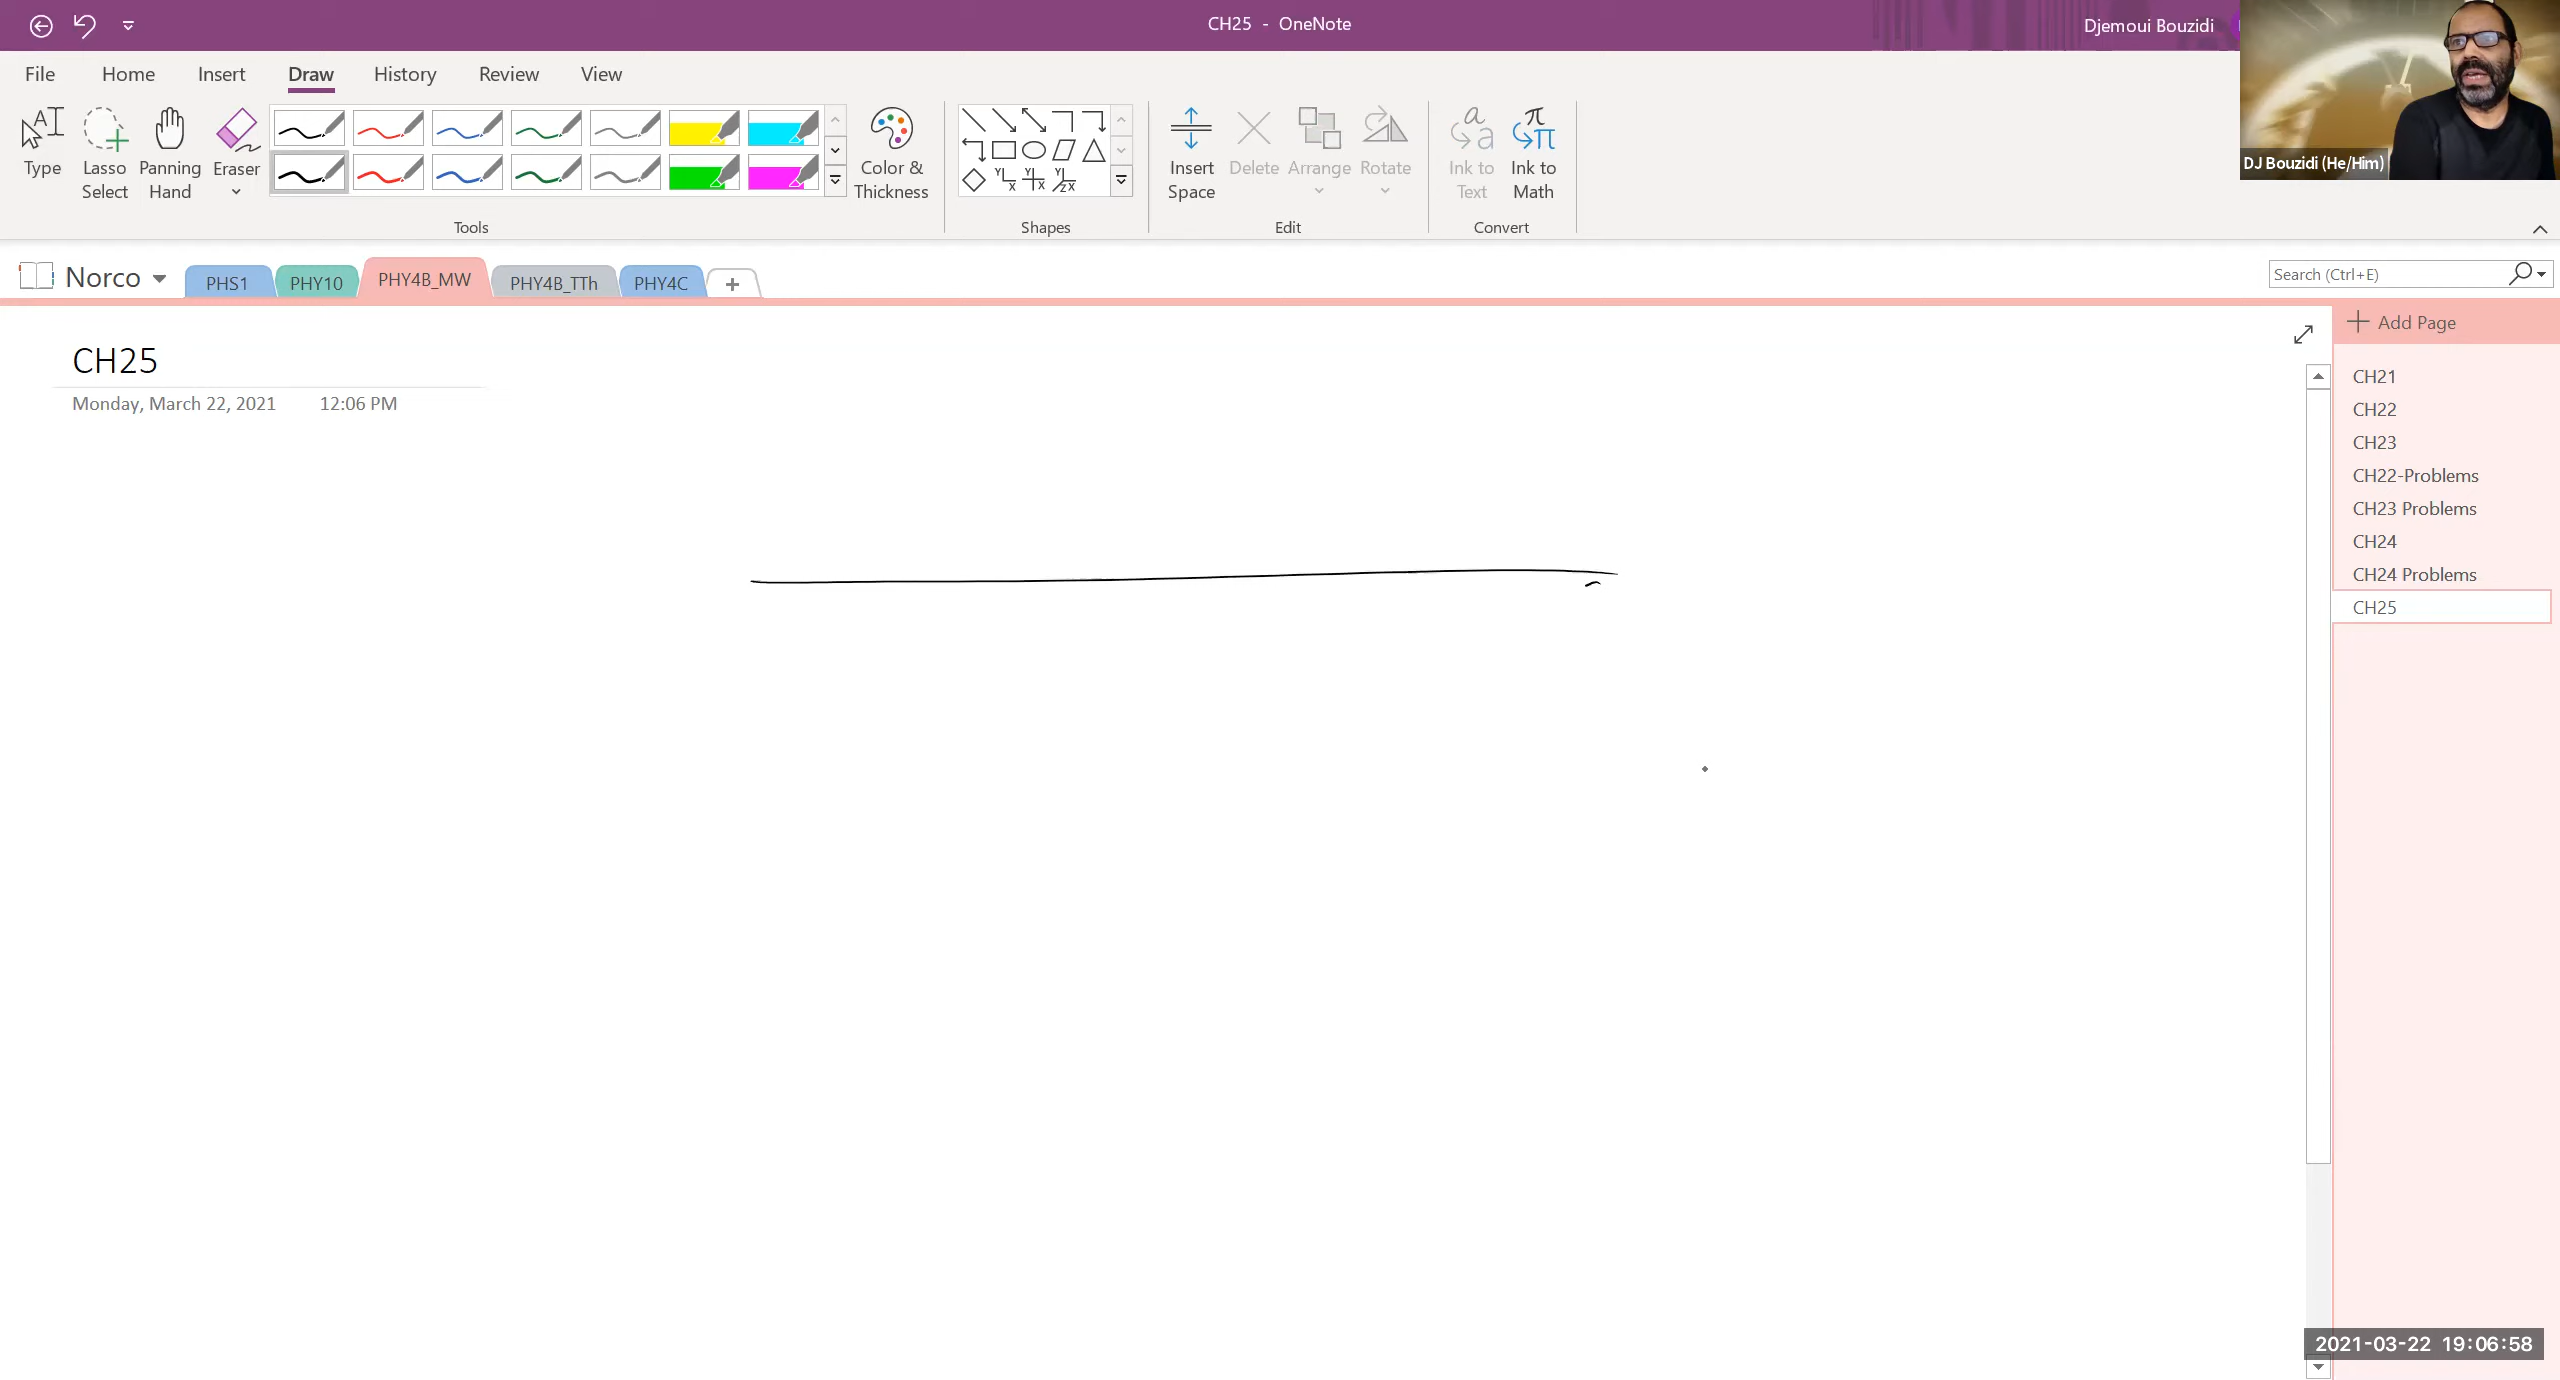 CH25 - OneNote
Djemoui Bouzidi
File Home Insert Draw History Review View
Type
Lasso Select
Panning Hand
Eraser
Color & Thickness
Insert Space
Delete
Arrange
Rotate
Ink to Text
Ink to Math
Tools
Shapes
Edit
Convert
DJ Bouzidi (He/Him)
Norco
PHS1 PHY10 PHY4B_MW PHY4B_TTh PHY4C
Search (Ctrl+E)
CH25
Monday, March 22, 2021 12:06 PM
Add Page
CH21
CH22
CH23
CH22-Problems
CH23 Problems
CH24
CH24 Problems
CH25
2021-03-22 19:06:58